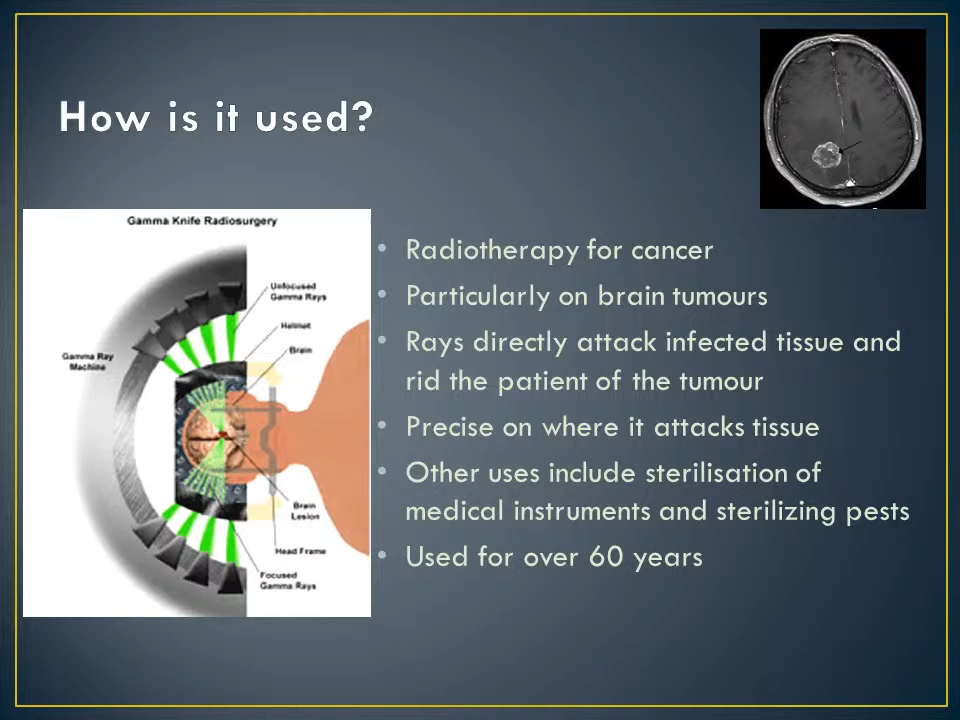 How is it used?
Gamma Knife Radiosurgery
Unfocused
Gamma Rays
Helmet
Brain
Gamma Ray
Machine
Brain
Lesion
Head Frame
Focused
Gamma Rays
• Radiotherapy for cancer
• Particularly on brain tumours
• Rays directly attack infected tissue and
rid the patient of the tumour
• Precise on where it attacks tissue
• Other uses include sterilisation of
medical instruments and sterilizing pests
• Used for over 60 years